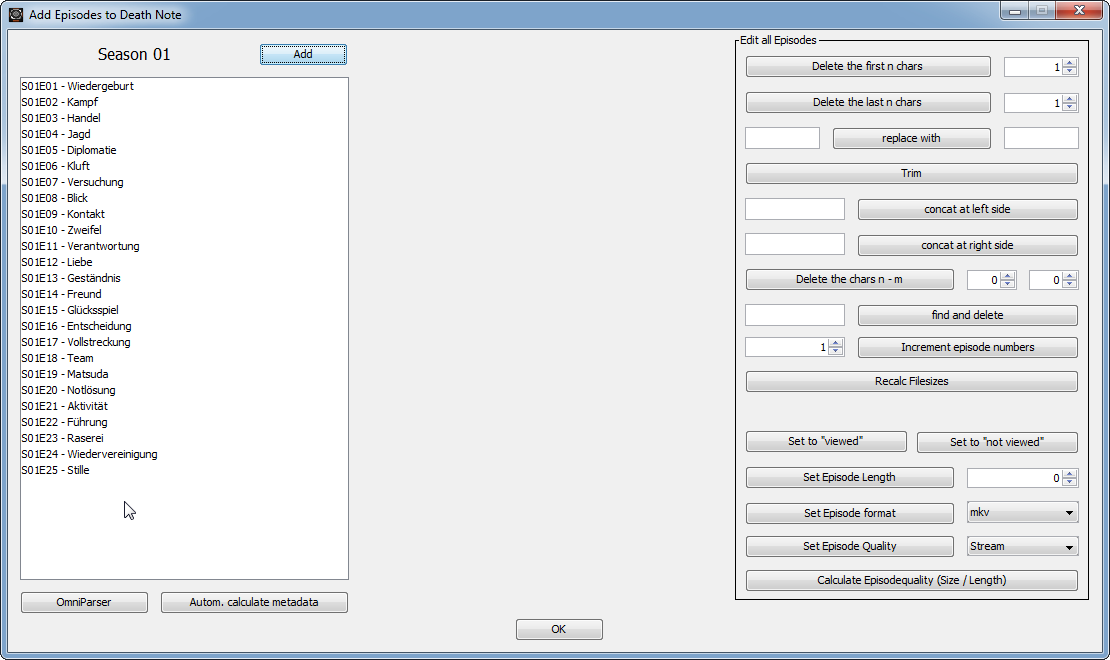 Add Episodes to Death Note
Season 01
Add
S01E01 - Wiedergeburt
S01E02 - Kampf
S01E03 - Handel
S01E04 - Jagd
S01E05 - Diplomatie
S01E06 - Kluft
S01E07 - Versuchung
S01E08 - Blick
S01E09 - Kontakt
S01E10 - Zweifel
S01E11 - Verantwortung
S01E12 - Liebe
S01E13 - Geständnis
S01E14 - Freund
S01E15 - Glücksspiel
S01E16 - Entscheidung
S01E17 - Vollstreckung
S01E18 - Team
S01E19 - Matsuda
S01E20 - Notlösung
S01E21 - Aktivität
S01E22 - Führung
S01E23 - Raserei
S01E24 - Wiedervereinigung
S01E25 - Stille
OmniParser
Autom. calculate metadata
Edit all Episodes
Delete the first n chars 1
Delete the last n chars 1
replace with
Trim
concat at left side
concat at right side
Delete the chars n - m 0 0
find and delete
1 Increment episode numbers
Recalc Filesizes
Set to "viewed" Set to "not viewed"
Set Episode Length 0
Set Episode format mkv
Set Episode Quality Stream
Calculate Episodequality (Size / Length)
OK